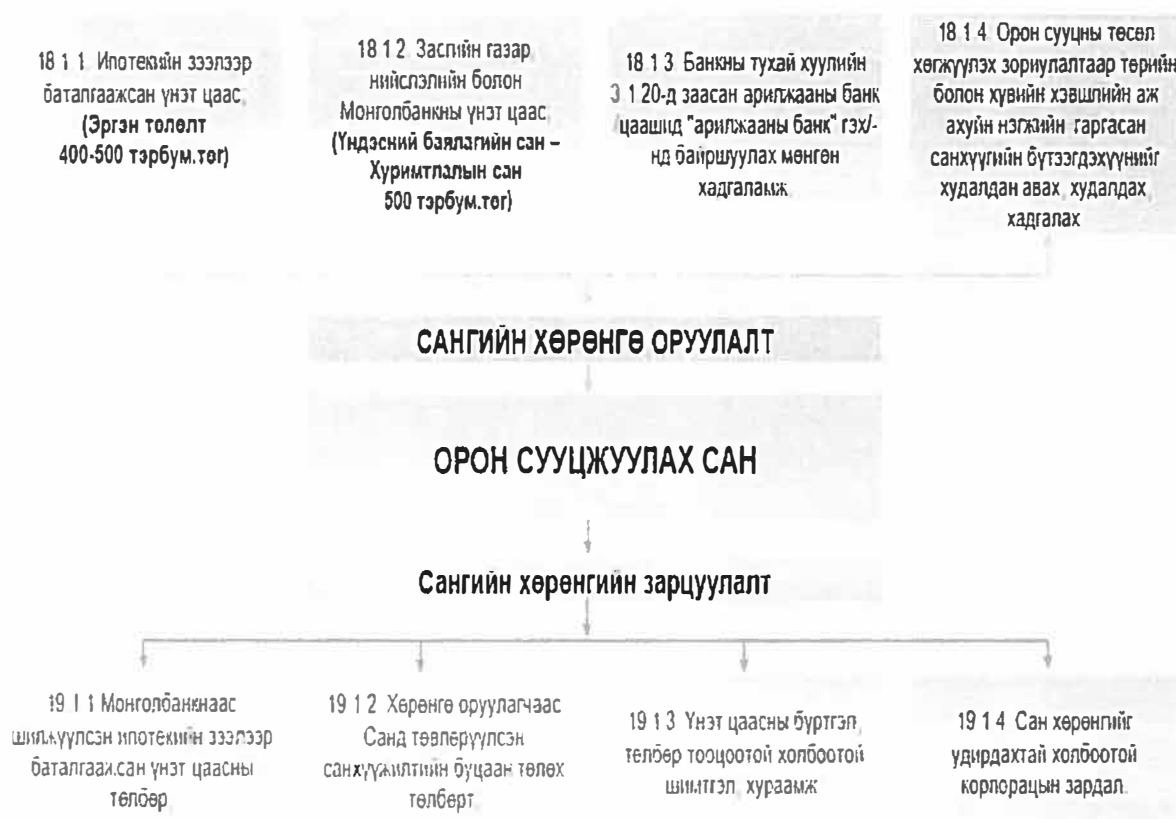 18 1 1. Ипотекийн зээлээр
баталгаажсан үнэт цаас,
(Эргэн төлөлт
400-500 тэрбум.төг)
18 1 2. Засгийн газар,
нийслэлийн болон
Монголбанкны үнэт цаас,
(Үндэсний баялагийн сан –
Хуримтлалын сан
500 тэрбум.төг)
18 1 3. Банкны тухай хуулийн
3 1 20-д заасан арилжааны банк
/цаашид "арилжааны банк" гэх/-
нд байршуулах мөнгөн
хадгаламж,
18 1 4. Орон сууцны төсөл
хөгжүүлэх зориулалтаар төрийн
болон хувийн хэвшлийн аж
ахуйн нэгжийн гаргасан
санхүүгийн бүтээгдэхүүнийг
худалдан авах, худалдах,
хадгалах
САНГИЙН ХӨРӨНГӨ ОРУУЛАЛТ
ОРОН СУУЦЖУУЛАХ САН
Сангийн хөрөнгийн зарцуулалт
19 1 1 Монголбанкнаас
шилжүүлсэн ипотекийн зээлээр
баталгаажсан үнэт цаасны
төлбөр
19 1 2 Хөрөнгө оруулагчаас
Санд төвлөрүүлсэн
санхүүжилтийн буцаан төлөх
төлбөрт
19 1 3 Үнэт цаасны бүртгэл,
төлбөр тооцоотой холбоотой
шимтгэл, хураамж
19 1 4 Сан хөрөнгийг
удирдахтай холбоотой
корпорацын зардал.